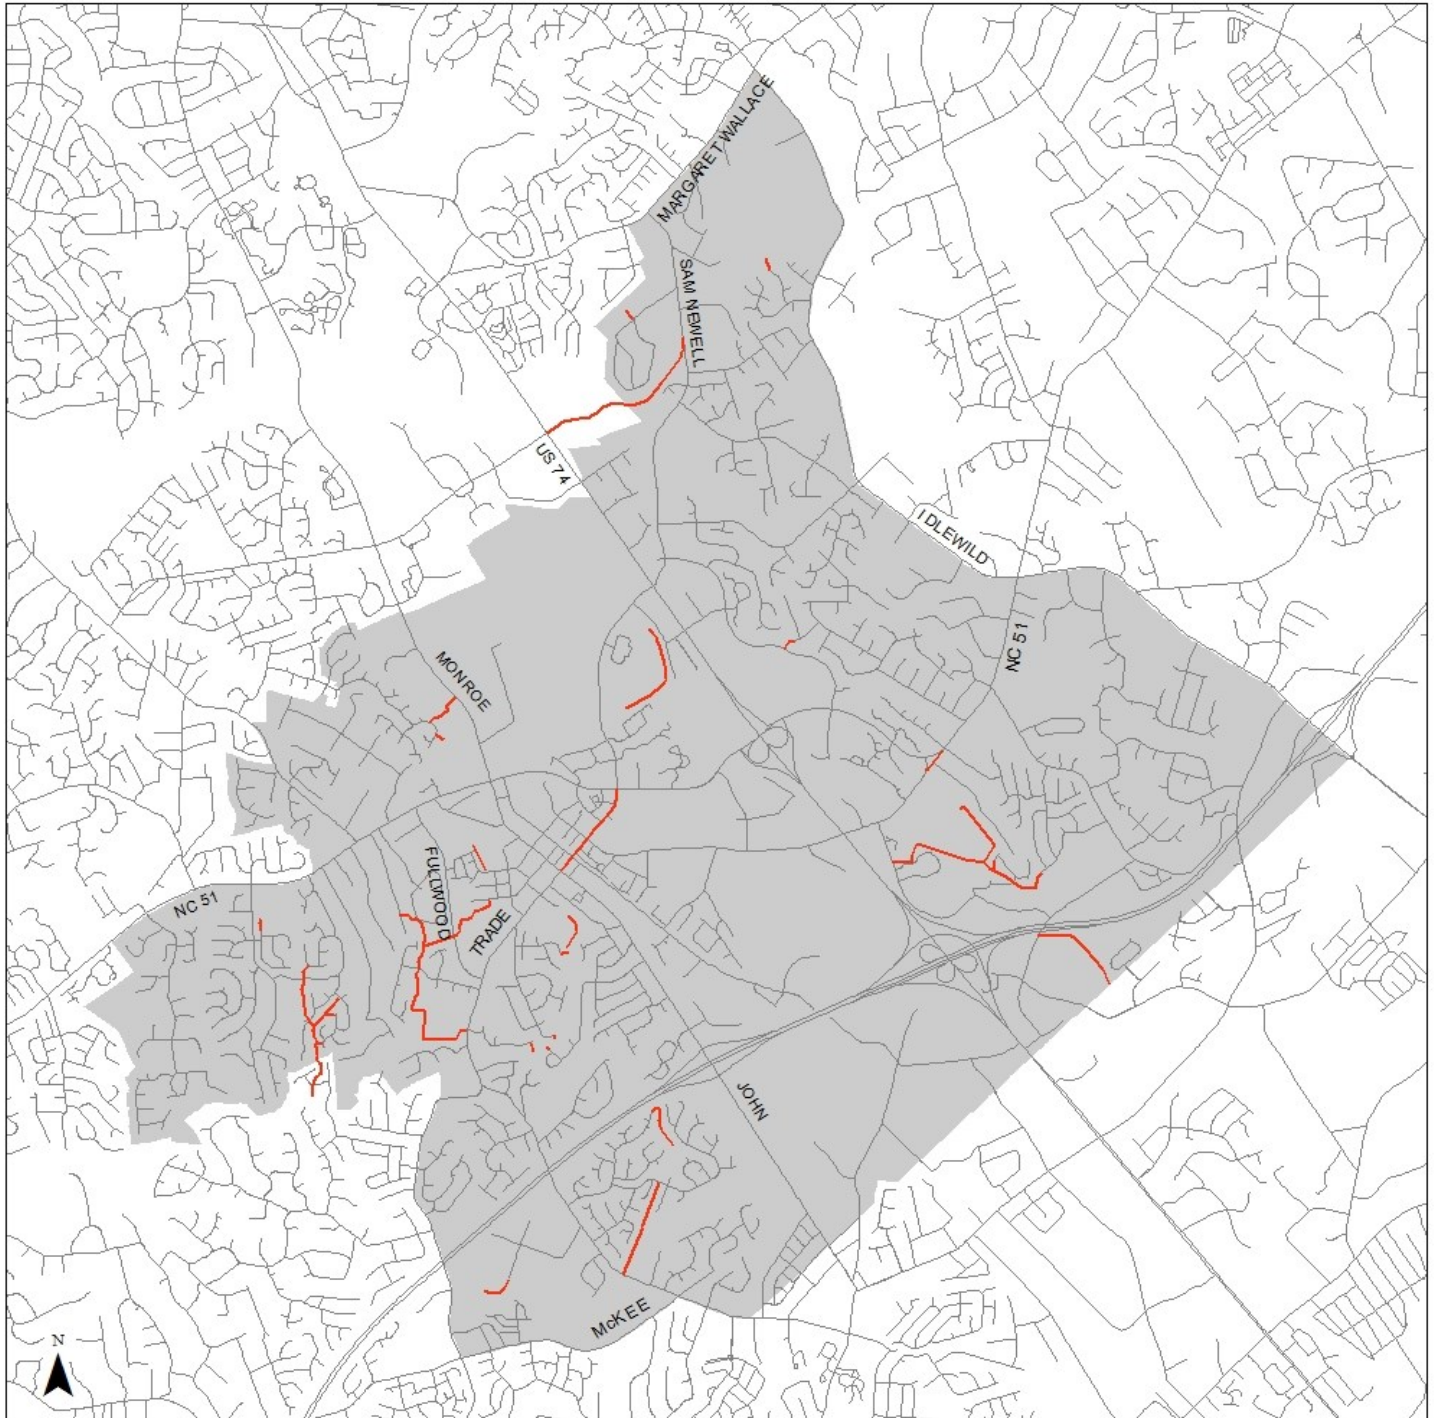 MARGARET WALLACE
SAM NEWELL
US 74
IDLEWILD
NC 51
MONROE
FULLWOOD
NC 51
TRADE
JOHN
McKEE
N